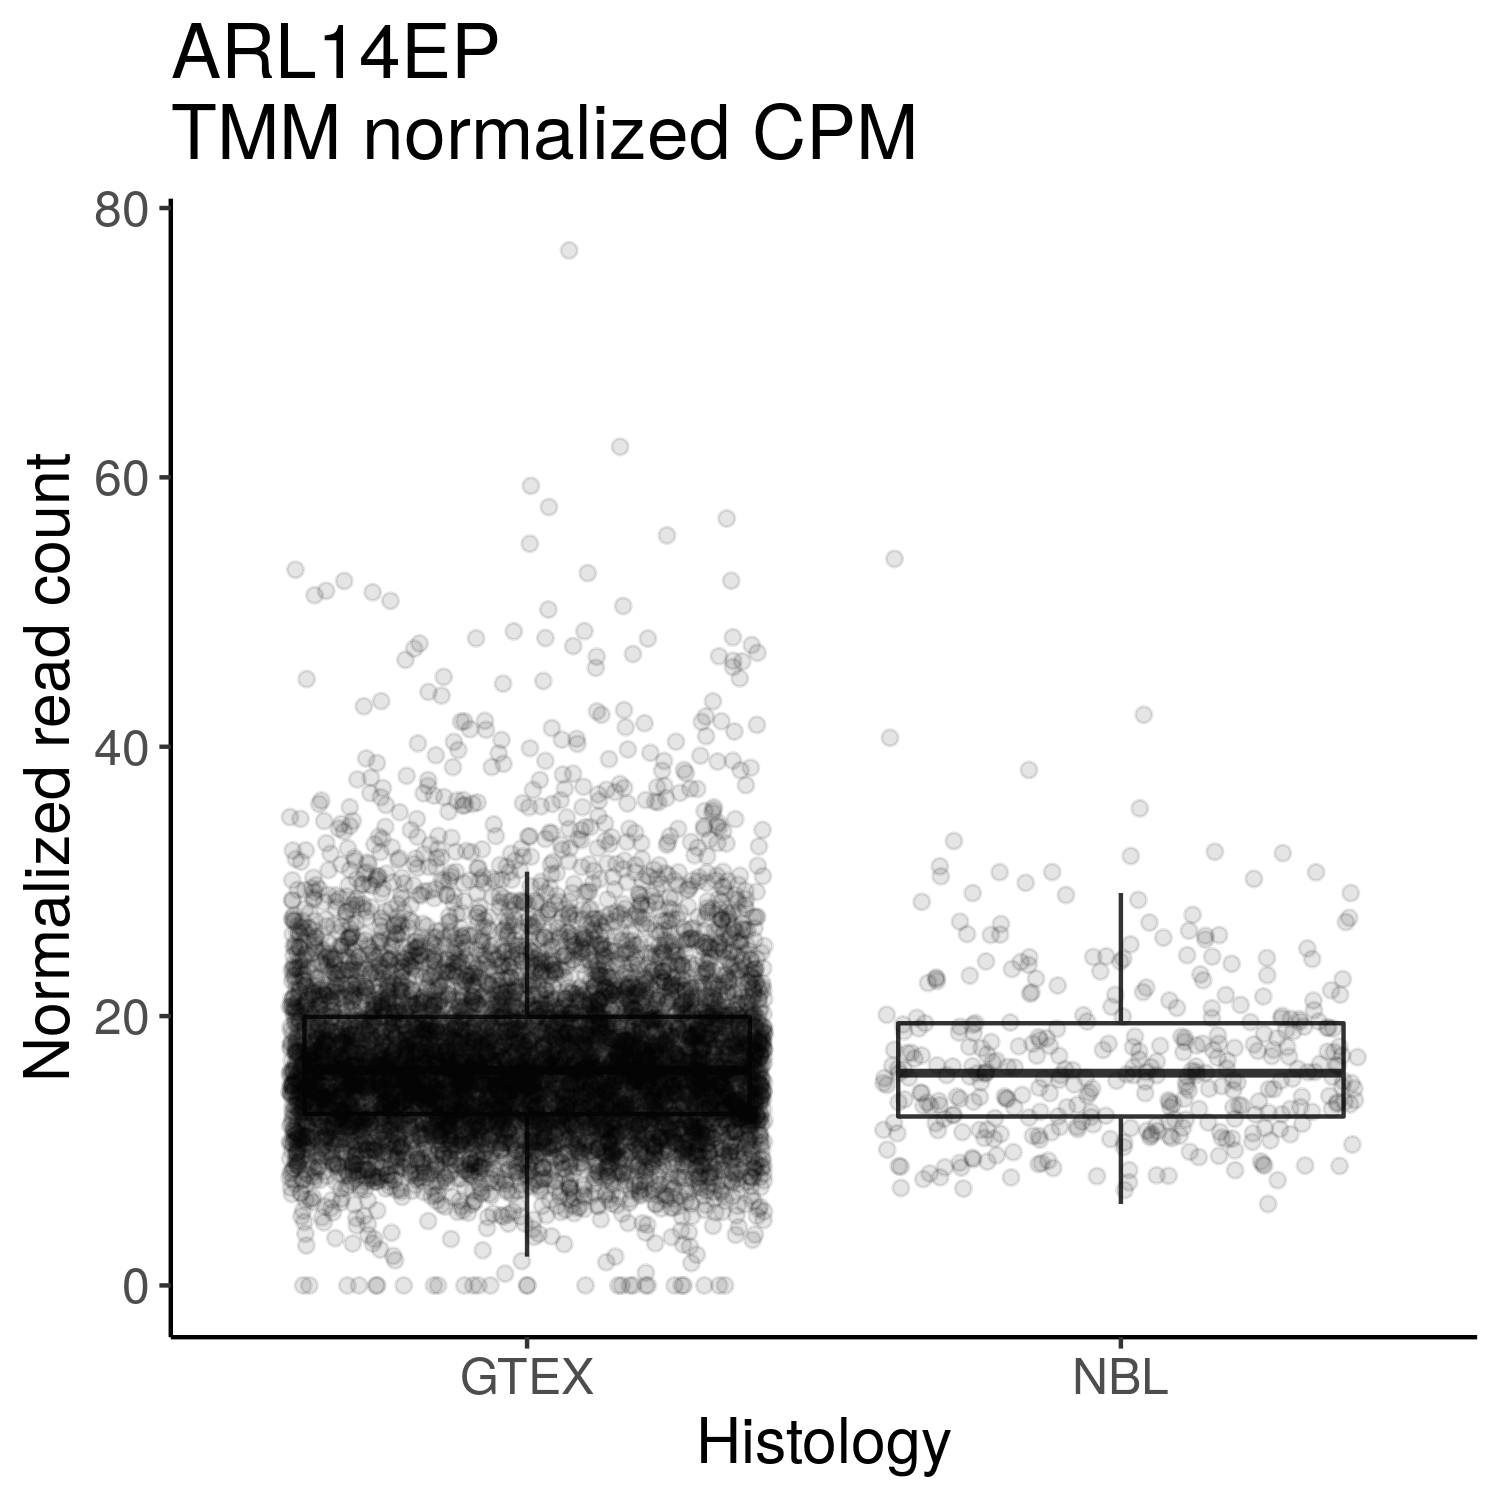 ARL14EP
TMM normalized CPM
Normalized read count
80
60
40
20
0
GTEX
NBL
Histology